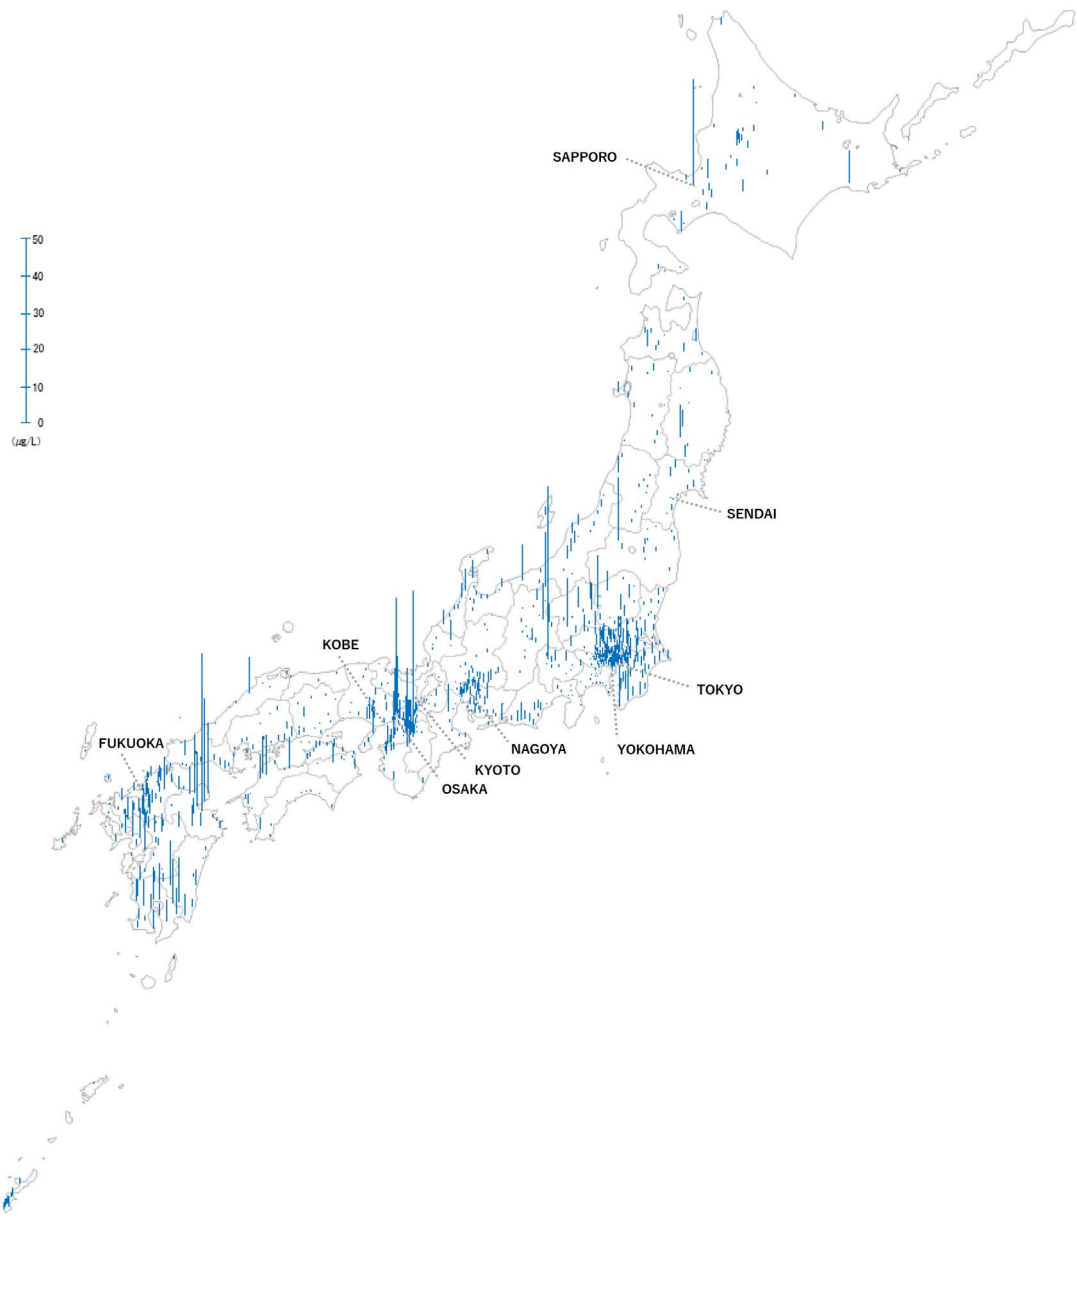 SAPPORO
50
40
30
20
10
0
(㎍/L)
SENDAI
KOBE
TOKYO
FUKUOKA
NAGOYA
YOKOHAMA
KYOTO
OSAKA